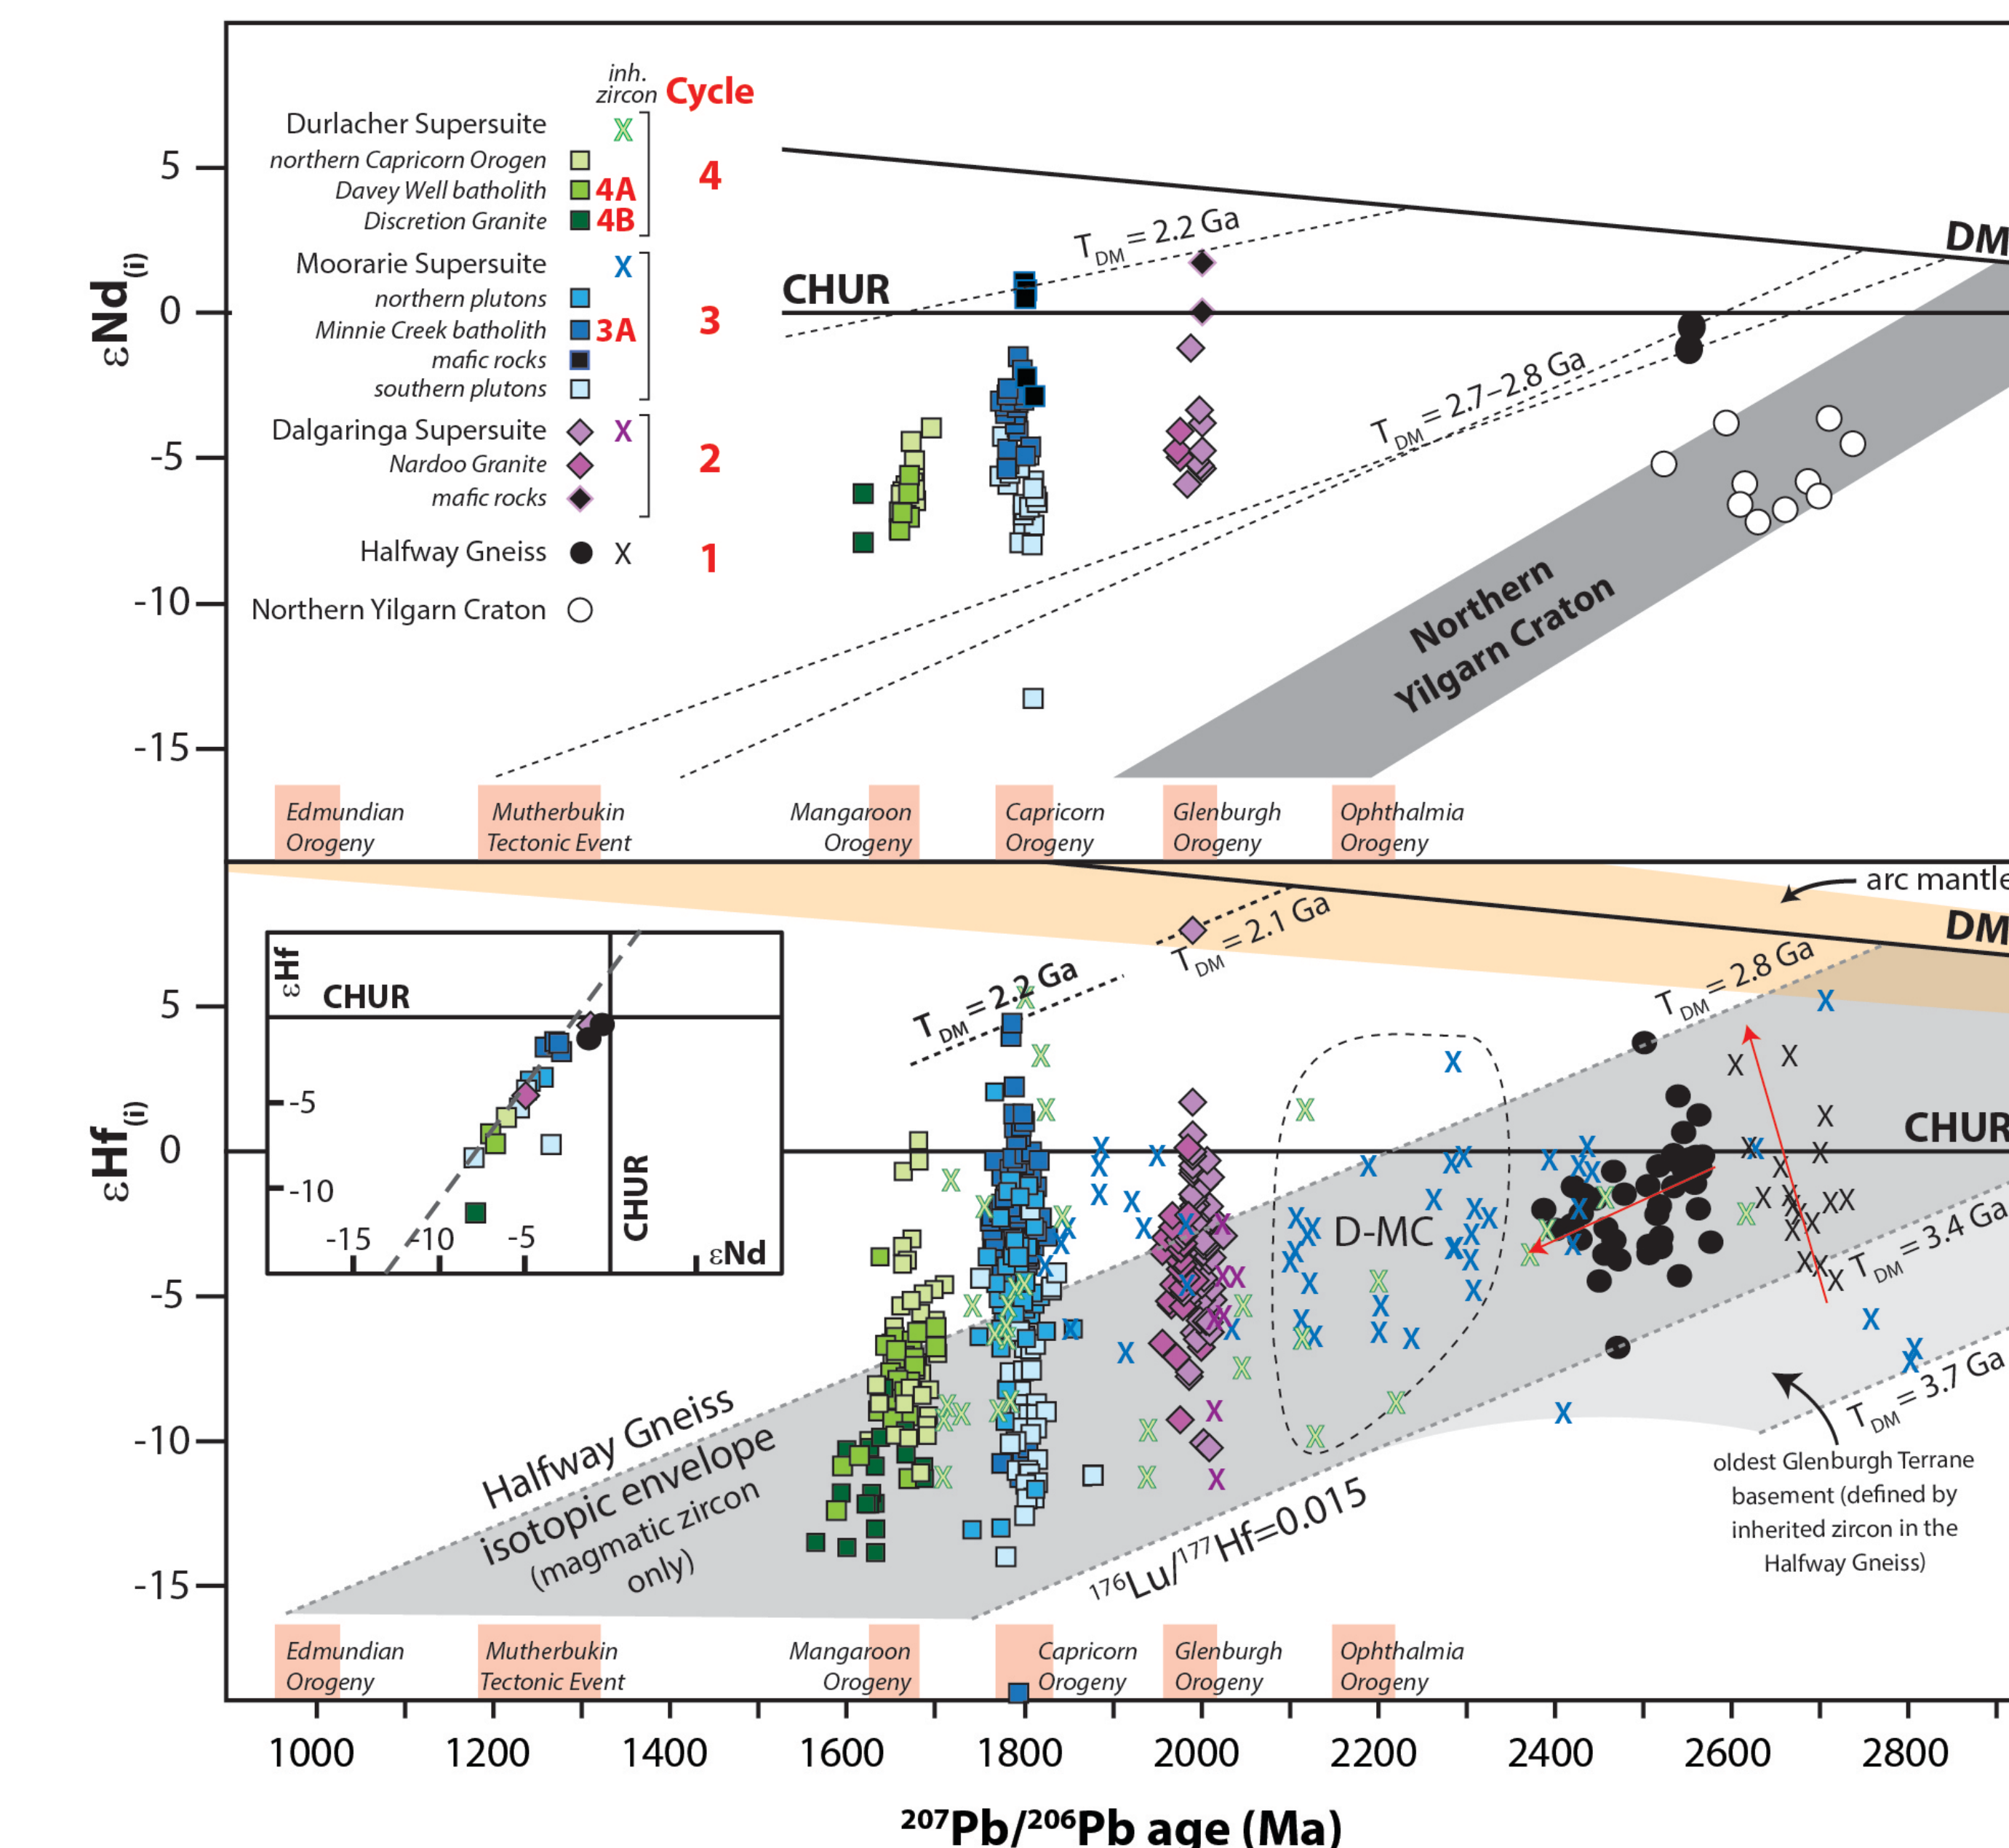 inh.
zircon Cycle
Durlacher Supersuite X
northern Capricorn Orogen
Davey Well batholith 4A
Discretion Granite 4B
4
Moorarie Supersuite X
northern plutons
Minnie Creek batholith 3A
mafic rocks
southern plutons
3
Dalgaringa Supersuite X
Nardoo Granite
mafic rocks
2
Halfway Gneiss X 1
Northern Yilgarn Craton
εNd(i)
5
0
-5
-10
-15
DM
CHUR
TDM = 2.2 Ga
TDM = 2.7–2.8 Ga
Northern
Yilgarn Craton
Edmundian
Orogeny
Mutherbukin
Tectonic Event
Mangaroon
Orogeny
Capricorn
Orogeny
Glenburgh
Orogeny
Ophthalmia
Orogeny
εHf(i)
5
0
-5
-10
-15
arc mantle
DM
TDM = 2.1 Ga
TDM = 2.2 Ga
TDM = 2.8 Ga
CHUR
D-MC
TDM = 3.4 Ga
TDM = 3.7 Ga
εHf
CHUR
-5
-10
-15
-10
-5
CHUR
εNd
Halfway Gneiss
isotopic envelope
(magmatic zircon
only)
176Lu/177Hf=0.015
oldest Glenburgh Terrane
basement (defined by
inherited zircon in the
Halfway Gneiss)
Edmundian
Orogeny
Mutherbukin
Tectonic Event
Mangaroon
Orogeny
Capricorn
Orogeny
Glenburgh
Orogeny
Ophthalmia
Orogeny
1000 1200 1400 1600 1800 2000 2200 2400 2600 2800
207Pb/206Pb age (Ma)